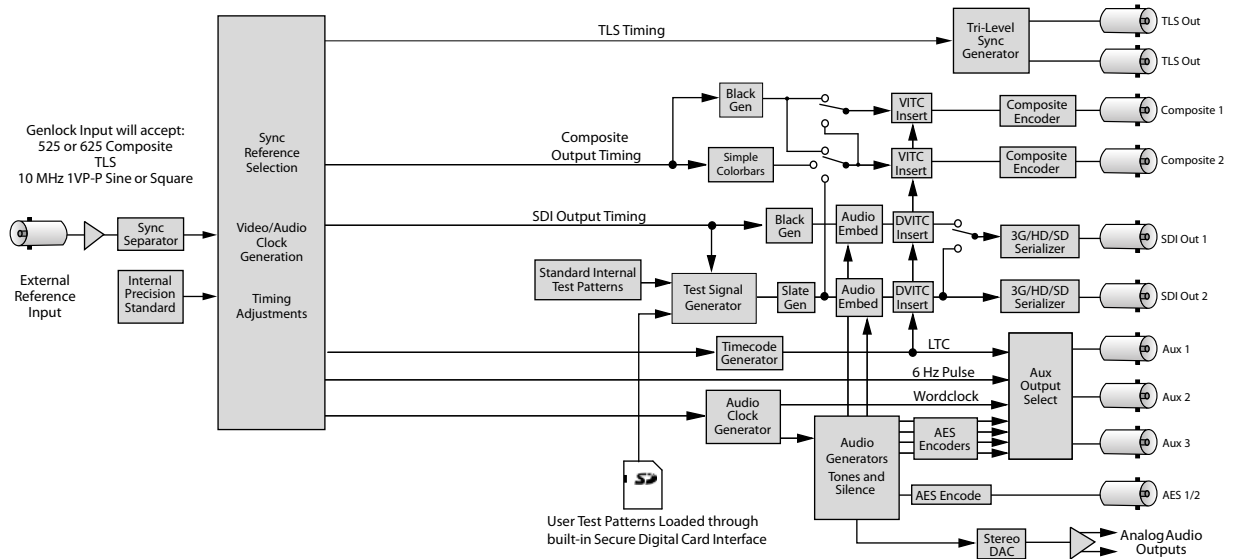 TLS Timing
Tri-Level
Sync
Generator
TLS Out
TLS Out
Genlock Input will accept:
525 or 625 Composite
TLS
10 MHz 1VP-P Sine or Square
Sync
Reference
Selection
Video/Audio
Clock
Generation
Timing
Adjustments
Composite
Output Timing
Black
Gen
VITC
Insert
Composite
Encoder
Composite 1
Simple
Colorbars
VITC
Insert
Composite
Encoder
Composite 2
Sync
Separator
External
Reference
Input
Internal
Precision
Standard
SDI Output Timing
Black
Gen
Audio
Embed
DVITC
Insert
3G/HD/SD
Serializer
SDI Out 1
Standard Internal
Test Patterns
Test Signal
Generator
Slate
Gen
Audio
Embed
DVITC
Insert
3G/HD/SD
Serializer
SDI Out 2
Timecode
Generator
LTC
6 Hz Pulse
Wordclock
Aux
Output
Select
Aux 1
Aux 2
Aux 3
Audio
Clock
Generator
Audio
Generators
Tones and
Silence
AES
Encoders
AES Encode
AES 1/2
SD
User Test Patterns Loaded through
built-in Secure Digital Card Interface
Stereo
DAC
Analog Audio
Outputs